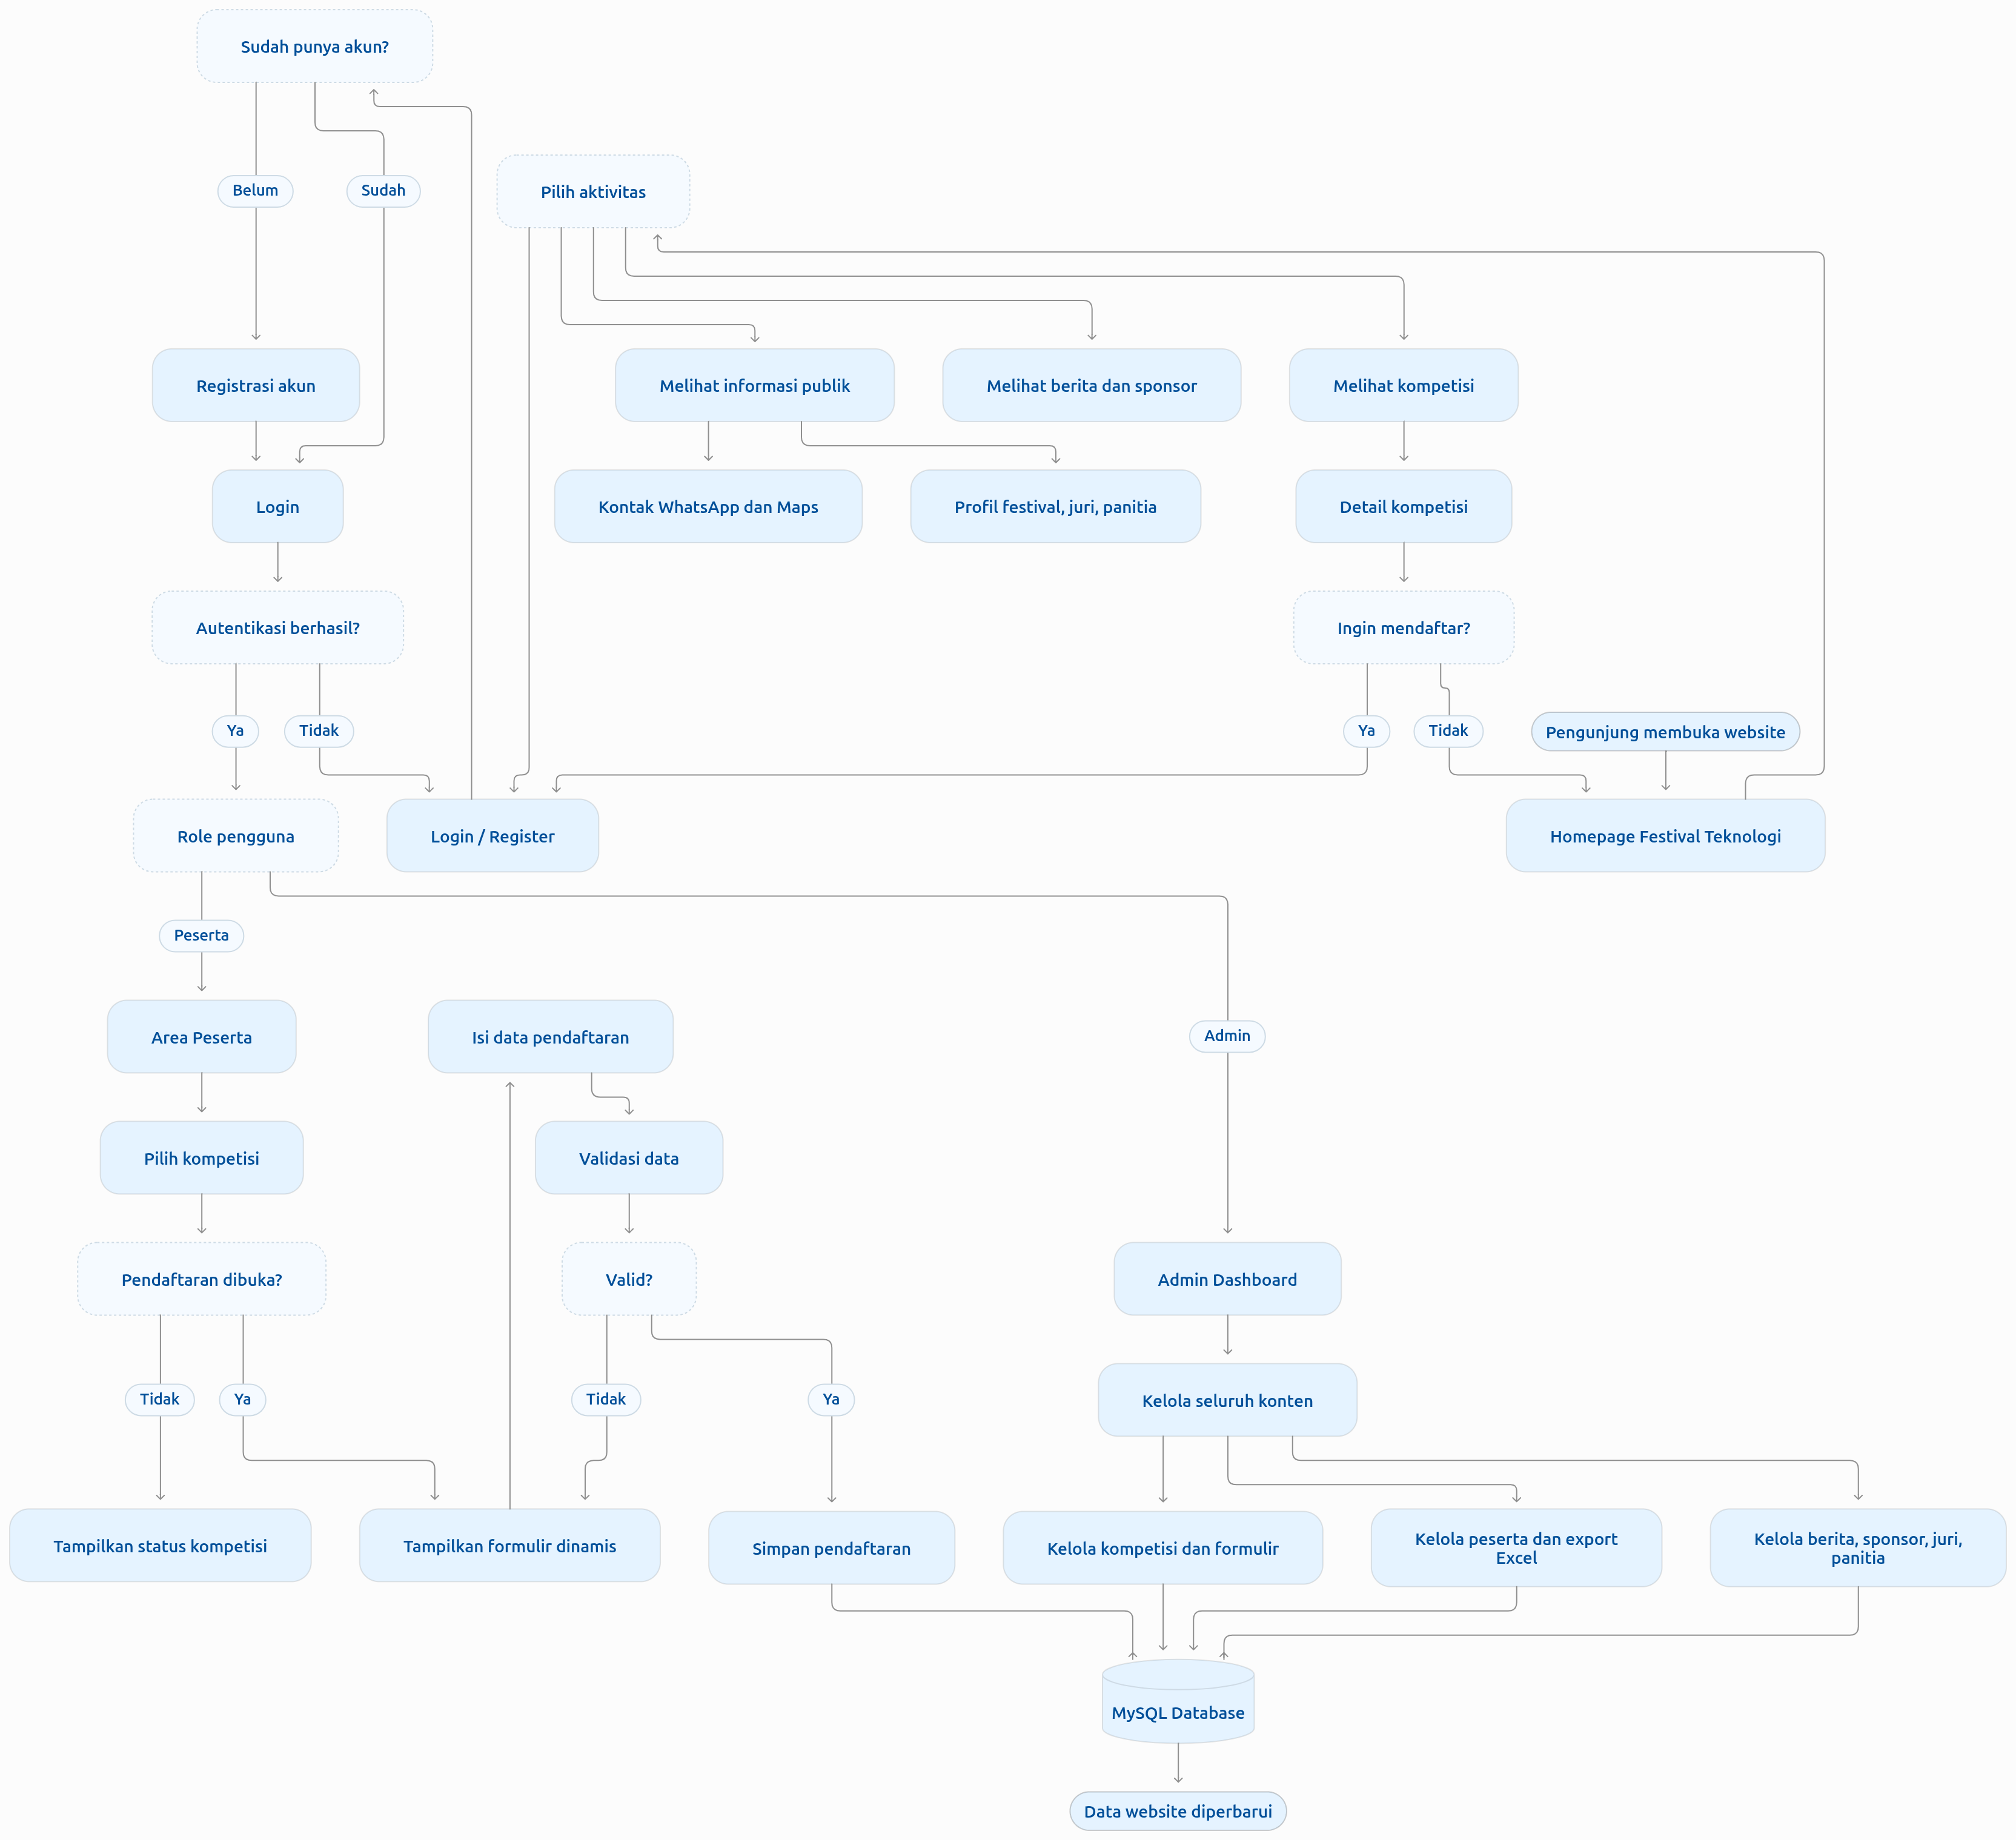 Sudah punya akun?
Belum
Sudah
Pilih aktivitas
Registrasi akun
Melihat informasi publik
Melihat berita dan sponsor
Melihat kompetisi
Login
Kontak WhatsApp dan Maps
Profil festival, juri, panitia
Detail kompetisi
Autentikasi berhasil?
Ingin mendaftar?
Ya
Tidak
Ya
Tidak
Pengunjung membuka website
Role pengguna
Login / Register
Homepage Festival Teknologi
Peserta
Area Peserta
Isi data pendaftaran
Admin
Pilih kompetisi
Validasi data
Pendaftaran dibuka?
Valid?
Admin Dashboard
Tidak
Ya
Tidak
Ya
Kelola seluruh konten
Tampilkan status kompetisi
Tampilkan formulir dinamis
Simpan pendaftaran
Kelola kompetisi dan formulir
Kelola peserta dan export
Excel
Kelola berita, sponsor, juri,
panitia
MySQL Database
Data website diperbarui